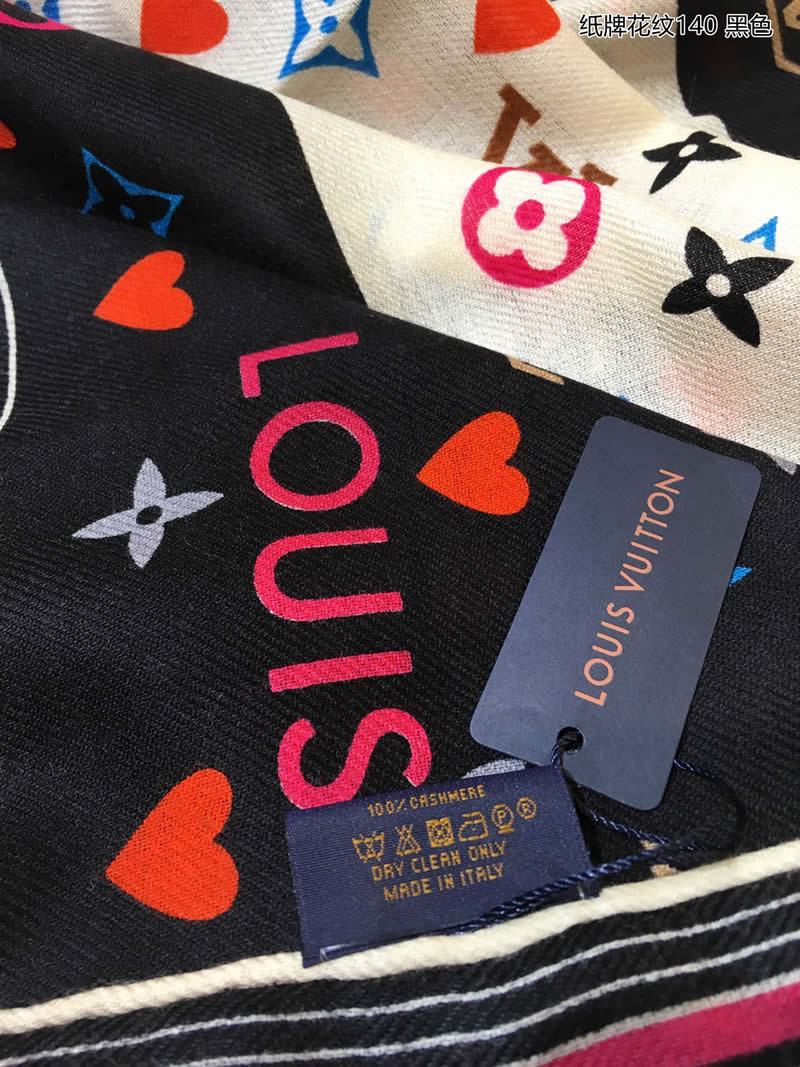 纸牌花纹140 黑色
LOUIS
LOUIS VUITTON
100% CASHMERE
DRY CLEAN ONLY
MADE IN ITALY